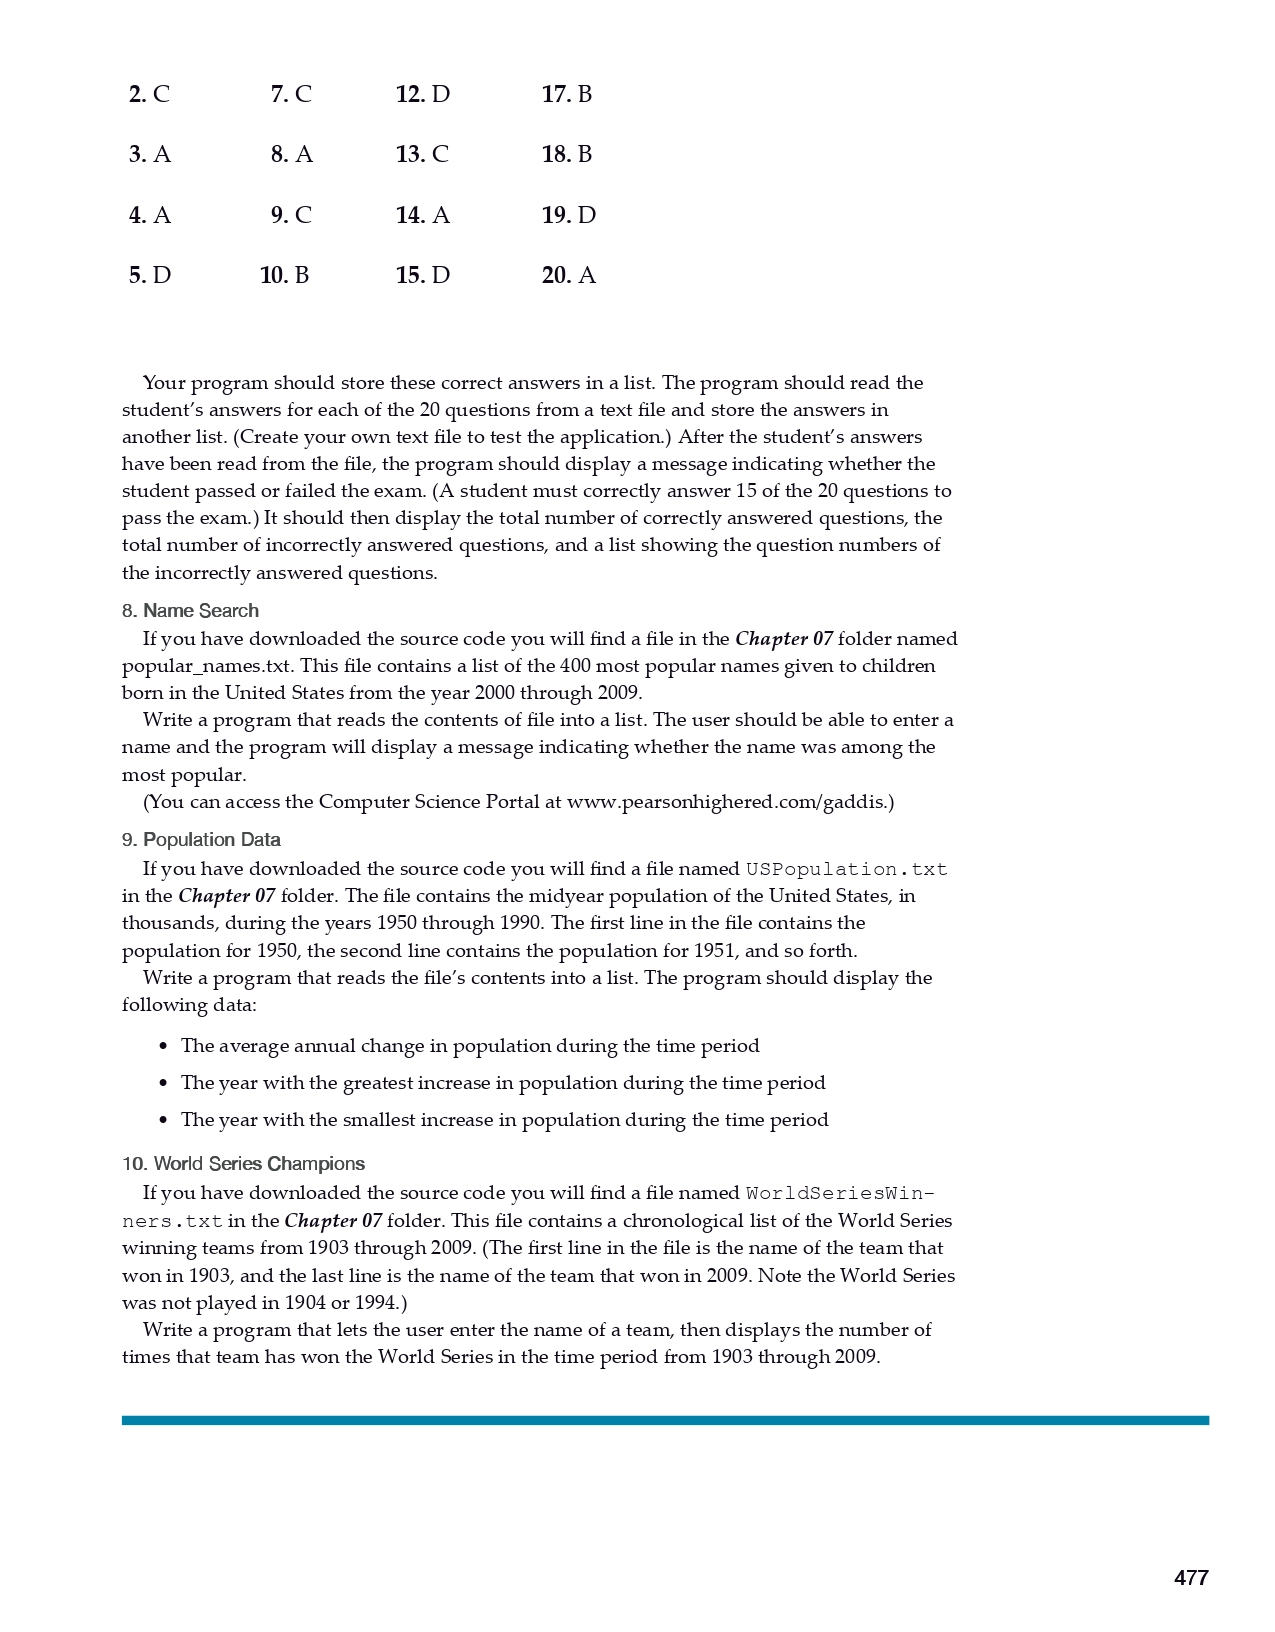 2. C 7. C 12. D 17. B
3. A 8. A 13. C 18. B
4. A 9. C 14. A 19. D
5. D 10. B 15. D 20. A
Your program should store these correct answers in a list. The program should read the
student’s answers for each of the 20 questions from a text file and store the answers in
another list. (Create your own text file to test the application.) After the student’s answers
have been read from the file, the program should display a message indicating whether the
student passed or failed the exam. (A student must correctly answer 15 of the 20 questions to
pass the exam.) It should then display the total number of correctly answered questions, the
total number of incorrectly answered questions, and a list showing the question numbers of
the incorrectly answered questions.
8. Name Search
If you have downloaded the source code you will find a file in the Chapter 07 folder named
popular_names.txt. This file contains a list of the 400 most popular names given to children
born in the United States from the year 2000 through 2009.
Write a program that reads the contents of file into a list. The user should be able to enter a
name and the program will display a message indicating whether the name was among the
most popular.
(You can access the Computer Science Portal at www.pearsonhighered.com/gaddis.)
9. Population Data
If you have downloaded the source code you will find a file named USPopulation.txt
in the Chapter 07 folder. The file contains the midyear population of the United States, in
thousands, during the years 1950 through 1990. The first line in the file contains the
population for 1950, the second line contains the population for 1951, and so forth.
Write a program that reads the file’s contents into a list. The program should display the
following data:
• The average annual change in population during the time period
• The year with the greatest increase in population during the time period
• The year with the smallest increase in population during the time period
10. World Series Champions
If you have downloaded the source code you will find a file named WorldSeriesWin-
ners.txt in the Chapter 07 folder. This file contains a chronological list of the World Series
winning teams from 1903 through 2009. (The first line in the file is the name of the team that
won in 1903, and the last line is the name of the team that won in 2009. Note the World Series
was not played in 1904 or 1994.)
Write a program that lets the user enter the name of a team, then displays the number of
times that team has won the World Series in the time period from 1903 through 2009.
477